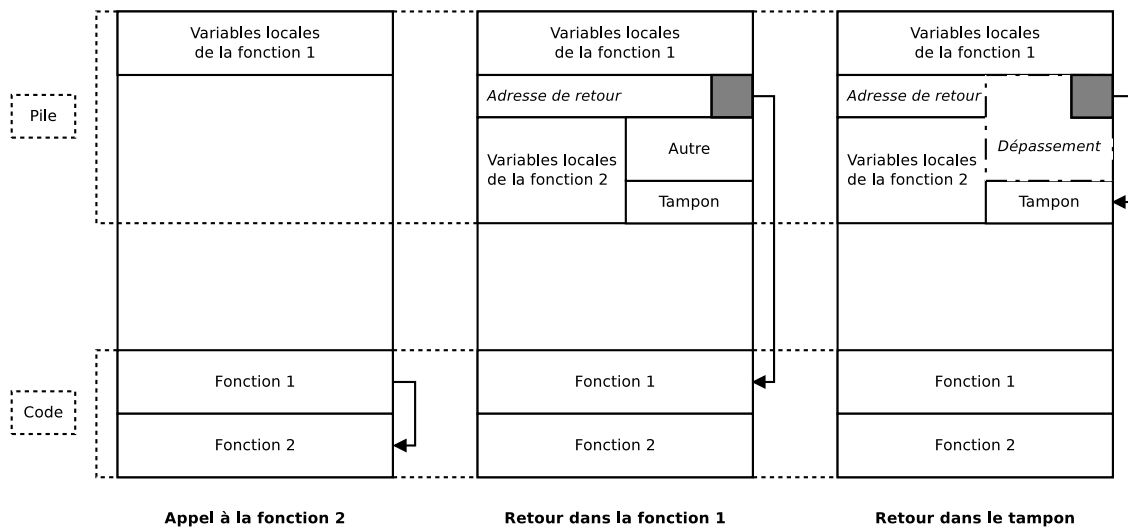 Pile
Code
Variables locales
de la fonction 1
Fonction 1
Fonction 2
Appel à la fonction 2
Variables locales
de la fonction 1
Adresse de retour
Variables locales
de la fonction 2
Autre
Tampon
Fonction 1
Fonction 2
Retour dans la fonction 1
Variables locales
de la fonction 1
Adresse de retour
Variables locales
de la fonction 2
Dépassement
Tampon
Fonction 1
Fonction 2
Retour dans le tampon